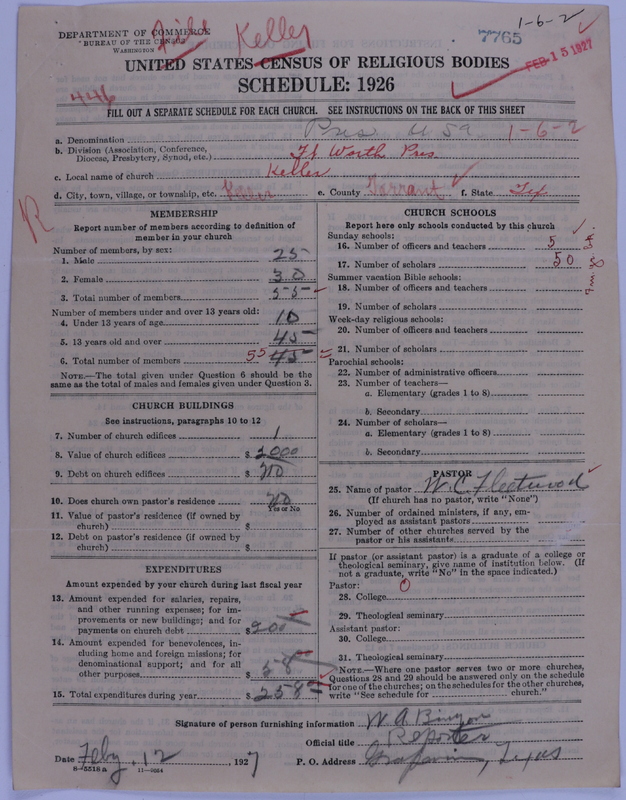 1-6-2
File Keller
DEPARTMENT OF COMMERCE
BUREAU OF THE CENSUS
WASHINGTON
7765
FEB 15 1927
UNITED STATES CENSUS OF RELIGIOUS BODIES
SCHEDULE: 1926
446
FILL OUT A SEPARATE SCHEDULE FOR EACH CHURCH. SEE INSTRUCTIONS ON THE BACK OF THIS SHEET
a. Denomination Pres. U S A 1-6-2
b. Division (Association, Conference,
Diocese, Presbytery, Synod, etc.) Ft Worth Pres
c. Local name of church Keller
d. City, town, village, or township, etc. Keller e. County Tarrant f. State Tex
R
MEMBERSHIP
Report number of members according to definition of
member in your church
Number of members, by sex:
1. Male 25
2. Female 30
3. Total number of members 55
Number of members under and over 13 years old:
4. Under 13 years of age 10
5. 13 years old and over 45
6. Total number of members 55 45
NOTE.—The total given under Question 6 should be the
same as the total of males and females given under Question 3.
CHURCH BUILDINGS
See instructions, paragraphs 10 to 12
7. Number of church edifices 1
8. Value of church edifices $ 2000
9. Debt on church edifices $ no
10. Does church own pastor's residence no
Yes or No
11. Value of pastor's residence (if owned by
church) $
12. Debt on pastor's residence (if owned by
church) $
EXPENDITURES
Amount expended by your church during last fiscal year
13. Amount expended for salaries, repairs,
and other running expenses; for im-
provements or new buildings; and for
payments on church debt $ 200
14. Amount expended for benevolences, in-
cluding home and foreign missions; for
denominational support; and for all
other purposes $ 58
15. Total expenditures during year $ 258
CHURCH SCHOOLS
Report here only schools conducted by this church
Sunday schools:
16. Number of officers and teachers 5
17. Number of scholars 50
Summer vacation Bible schools:
18. Number of officers and teachers
19. Number of scholars
Week-day religious schools:
20. Number of officers and teachers
21. Number of scholars
Parochial schools:
22. Number of administrative officers
23. Number of teachers—
a. Elementary (grades 1 to 8)
b. Secondary
24. Number of scholars—
a. Elementary (grades 1 to 8)
b. Secondary
PASTOR
25. Name of pastor W. C. Fleetwood
(If church has no pastor, write "None")
26. Number of ordained ministers, if any, em-
ployed as assistant pastors
27. Number of other churches served by the
pastor or his assistants
If pastor (or assistant pastor) is a graduate of a college or
theological seminary, give name of institution below. (If
not a graduate, write "No" in the space indicated.)
Pastor:
28. College
29. Theological seminary
Assistant pastor:
30. College
31. Theological seminary
NOTE.—Where one pastor serves two or more churches,
Questions 28 and 29 should be answered only on the schedule
for one of the churches; on the schedules for the other churches,
write "See schedule for church."
Signature of person furnishing information W. A. Binyon
Official title Reporter
Date Feby. 12, 1927 P. O. Address Grapevine, Texas
8-5518a 11-9064